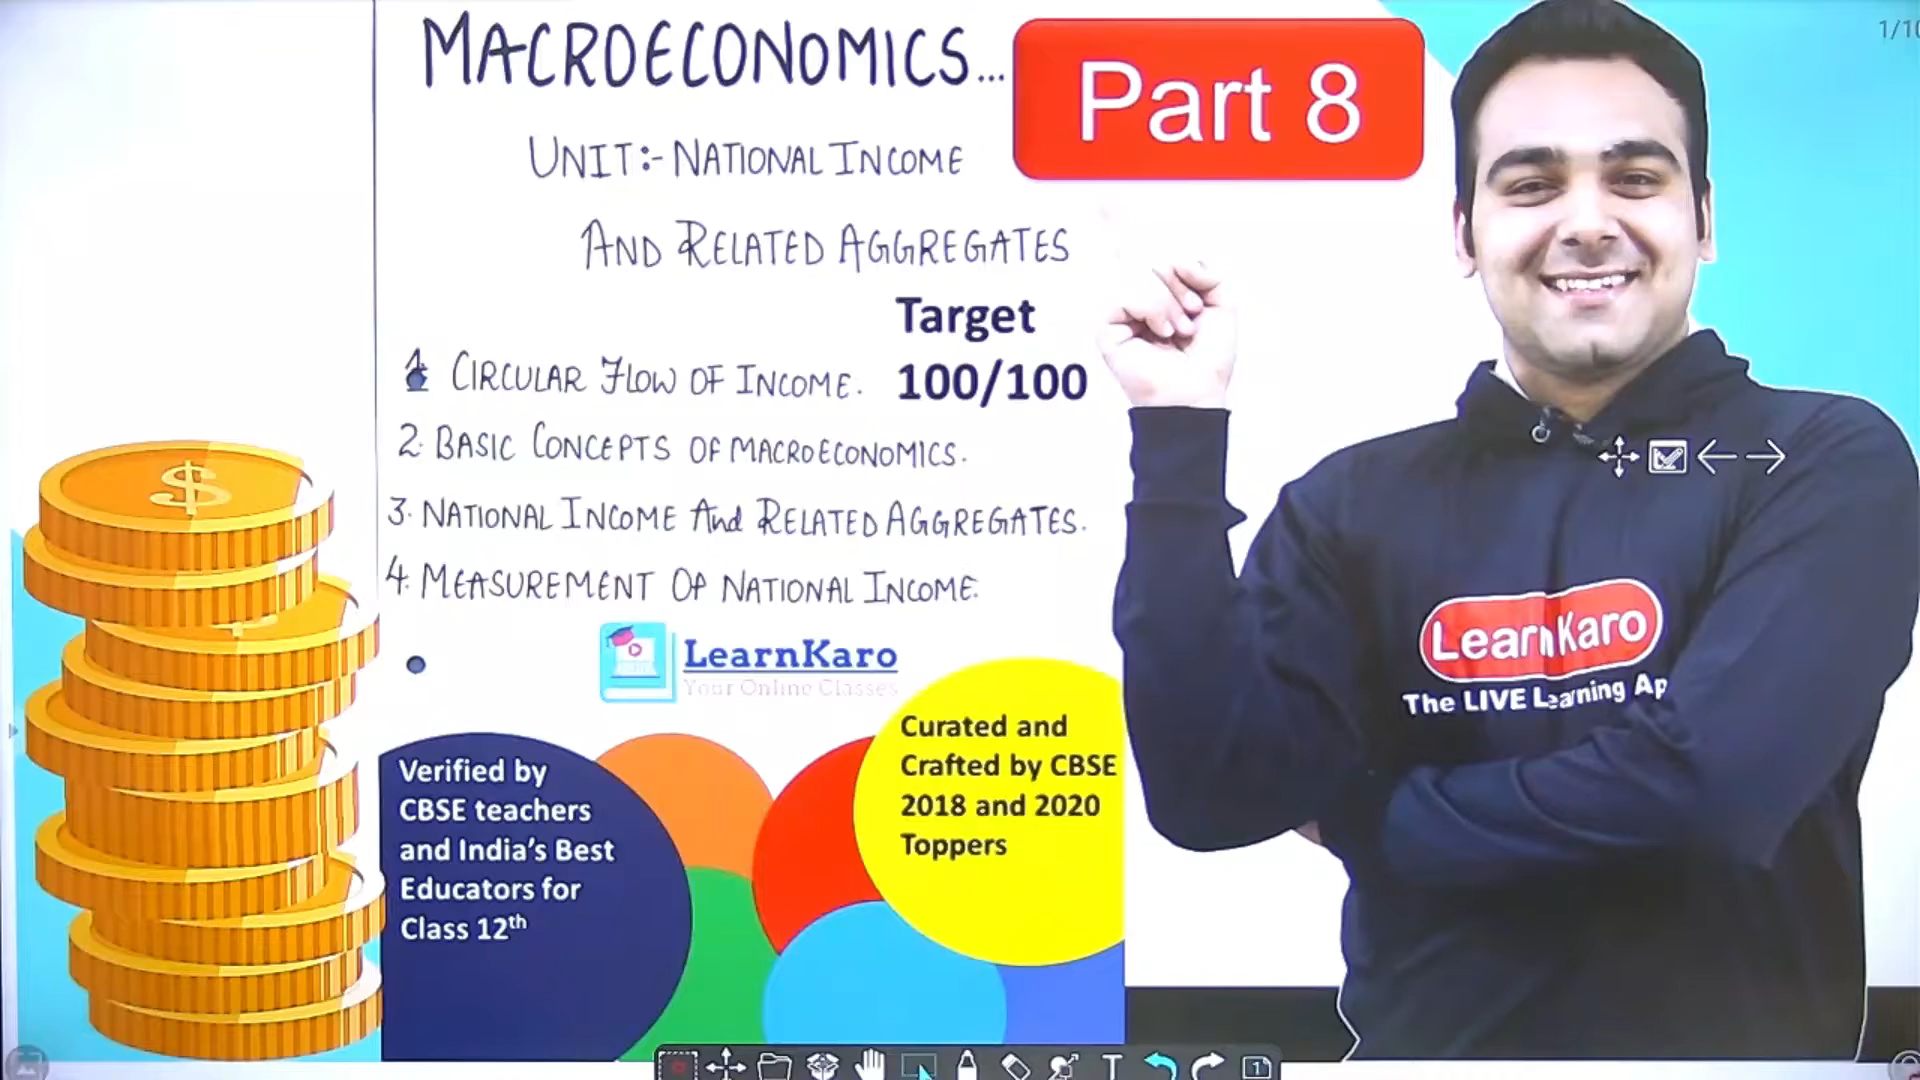 MACROECONOMICS...
Part 8
1/10
UNIT:- NATIONAL INCOME
AND RELATED AGGREGATES
Target
100/100
1. CIRCULAR FLOW OF INCOME.
2. BASIC CONCEPTS OF MACROECONOMICS.
3. NATIONAL INCOME And RELATED AGGREGATES.
4. MEASUREMENT OF NATIONAL INCOME.
LearnKaro
Your Online Classes
LearnKaro
The LIVE Learning Ap
Verified by
CBSE teachers
and India's Best
Educators for
Class 12th
Curated and
Crafted by CBSE
2018 and 2020
Toppers